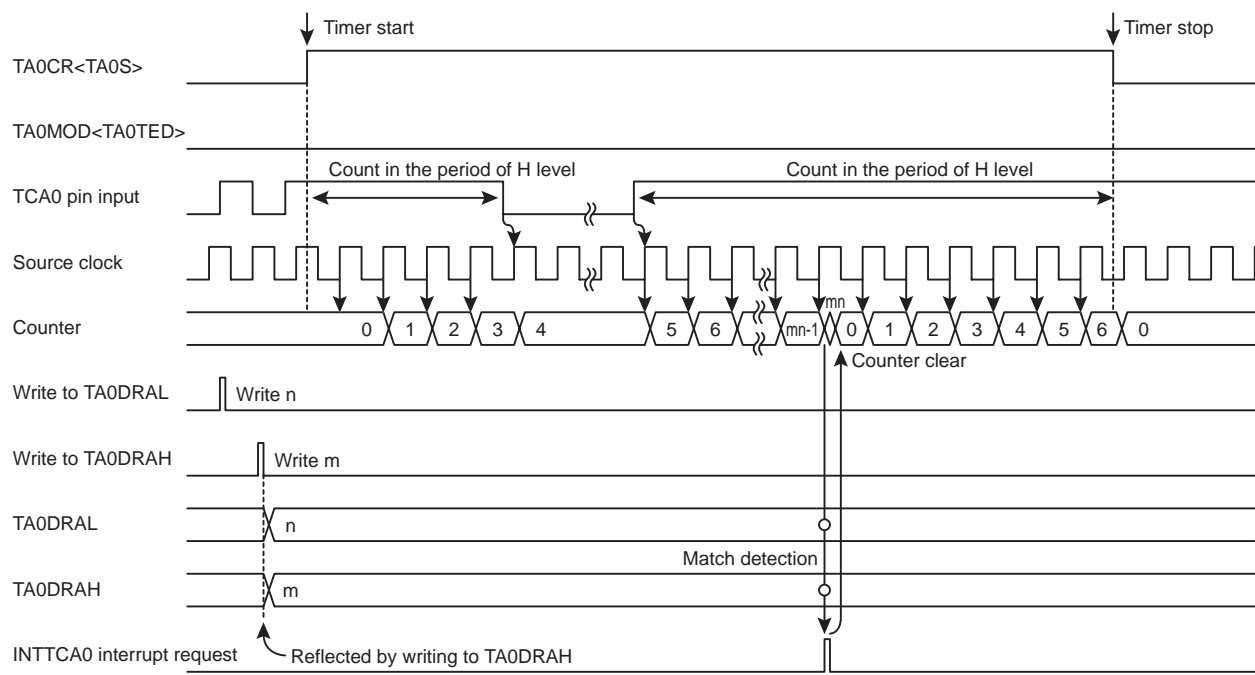 Timer start
Timer stop
TA0CR<TA0S>
TA0MOD<TA0TED>
Count in the period of H level
Count in the period of H level
TCA0 pin input
Source clock
mn
Counter
0 1 2 3 4 5 6 mn-1 0 1 2 3 4 5 6 0
Counter clear
Write to TA0DRAL
Write n
Write to TA0DRAH
Write m
TA0DRAL
n
Match detection
TA0DRAH
m
INTTCA0 interrupt request
Reflected by writing to TA0DRAH